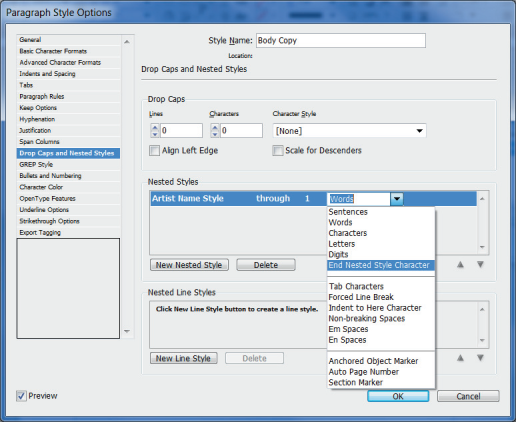 Paragraph Style Options
General
Basic Character Formats
Advanced Character Formats
Indents and Spacing
Tabs
Paragraph Rules
Keep Options
Hyphenation
Justification
Span Columns
Drop Caps and Nested Styles
GREP Style
Bullets and Numbering
Character Color
OpenType Features
Underline Options
Strikethrough Options
Export Tagging
Style Name: Body Copy
Location:
Drop Caps and Nested Styles
Drop Caps
Lines Characters Character Style
0 0 [None]
Align Left Edge Scale for Descenders
Nested Styles
Artist Name Style through 1 Words
Sentences
Words
Characters
Letters
Digits
End Nested Style Character
Tab Characters
Forced Line Break
Indent to Here Character
Non-breaking Spaces
Em Spaces
En Spaces
Anchored Object Marker
Auto Page Number
Section Marker
New Nested Style Delete
Nested Line Styles
Click New Line Style button to create a line style.
New Line Style Delete
Preview OK Cancel